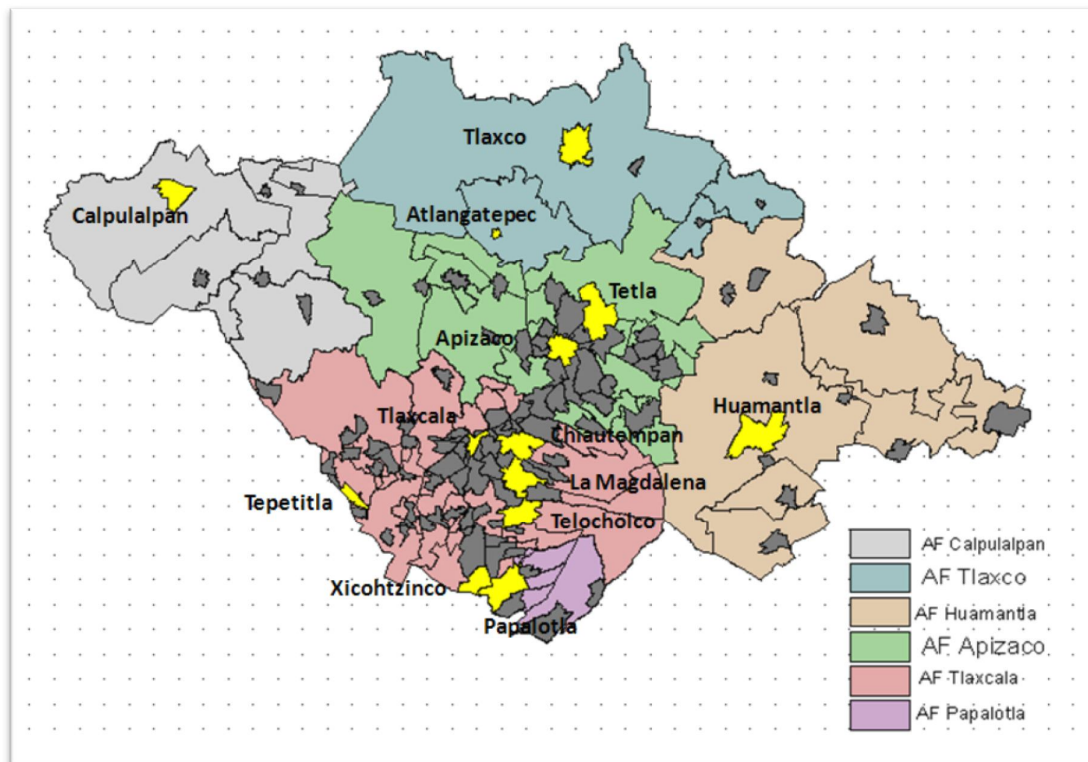 Tlaxco
Calpulalpan
Atlangatepec
Tetla
Apizaco
Huamantla
Tlaxcala
Chiautempan
La Magdalena
Tepetitla
Telocholco
Xicohtzinco
Papalotla
AF Calpulalpan
AF Tlaxco
AF Huamantla
AF Apizaco
AF Tlaxcala
AF Papalotla